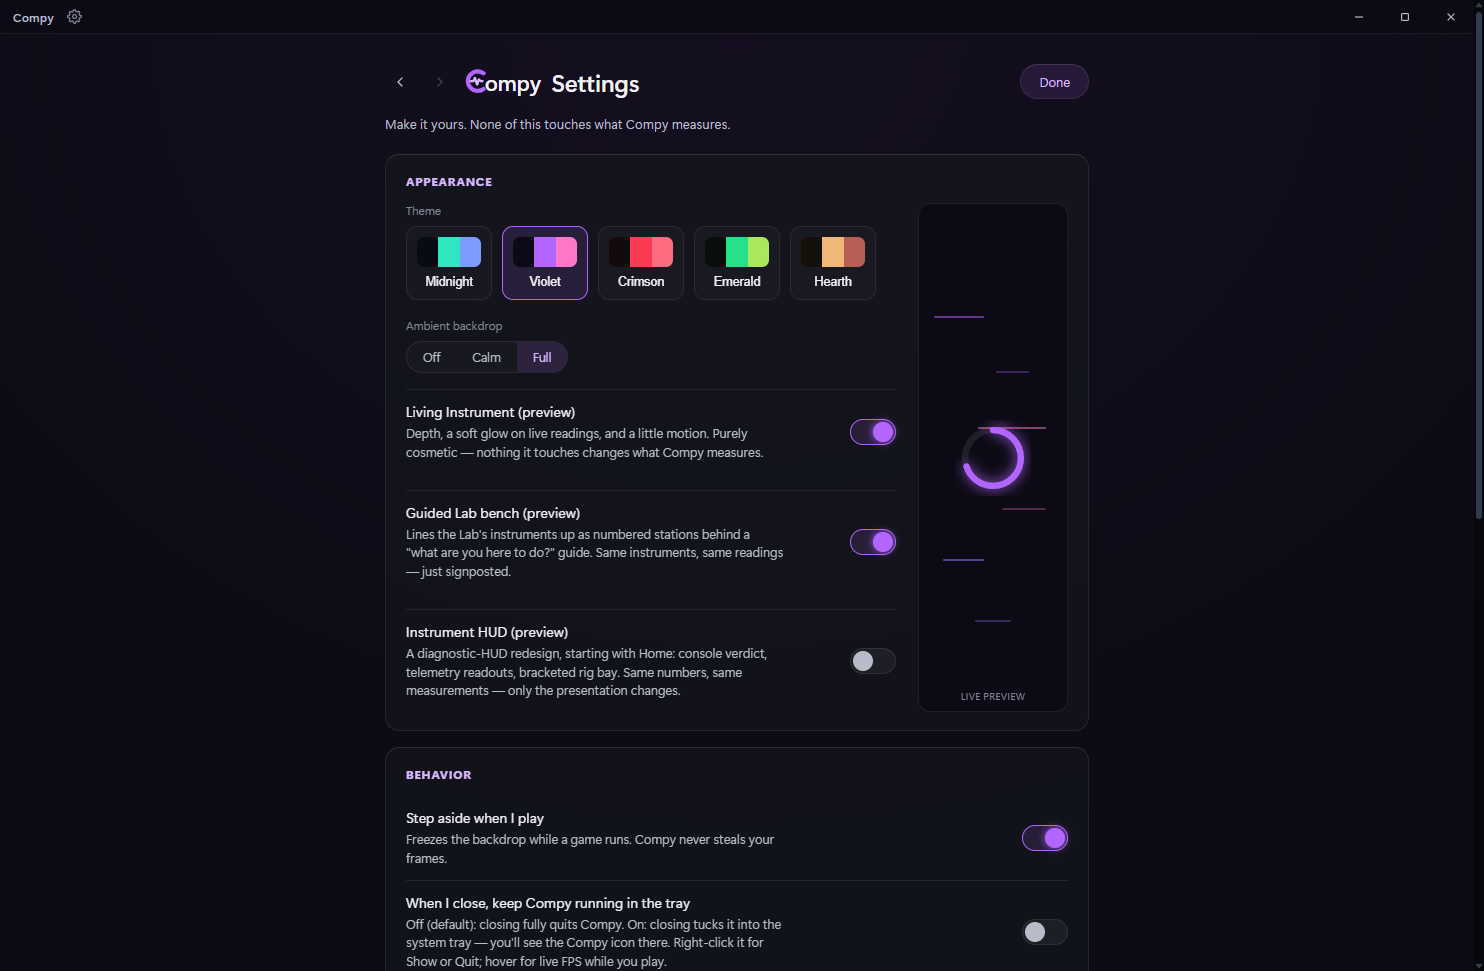 Compy
Compy Settings
Done
Make it yours. None of this touches what Compy measures.
APPEARANCE
Theme
Midnight
Violet
Crimson
Emerald
Hearth
Ambient backdrop
Off
Calm
Full
Living Instrument (preview)
Depth, a soft glow on live readings, and a little motion. Purely
cosmetic — nothing it touches changes what Compy measures.
Guided Lab bench (preview)
Lines the Lab's instruments up as numbered stations behind a
"what are you here to do?" guide. Same instruments, same readings
— just signposted.
Instrument HUD (preview)
A diagnostic-HUD redesign, starting with Home: console verdict,
telemetry readouts, bracketed rig bay. Same numbers, same
measurements — only the presentation changes.
LIVE PREVIEW
BEHAVIOR
Step aside when I play
Freezes the backdrop while a game runs. Compy never steals your
frames.
When I close, keep Compy running in the tray
Off (default): closing fully quits Compy. On: closing tucks it into the
system tray — you'll see the Compy icon there. Right-click it for
Show or Quit; hover for live FPS while you play.